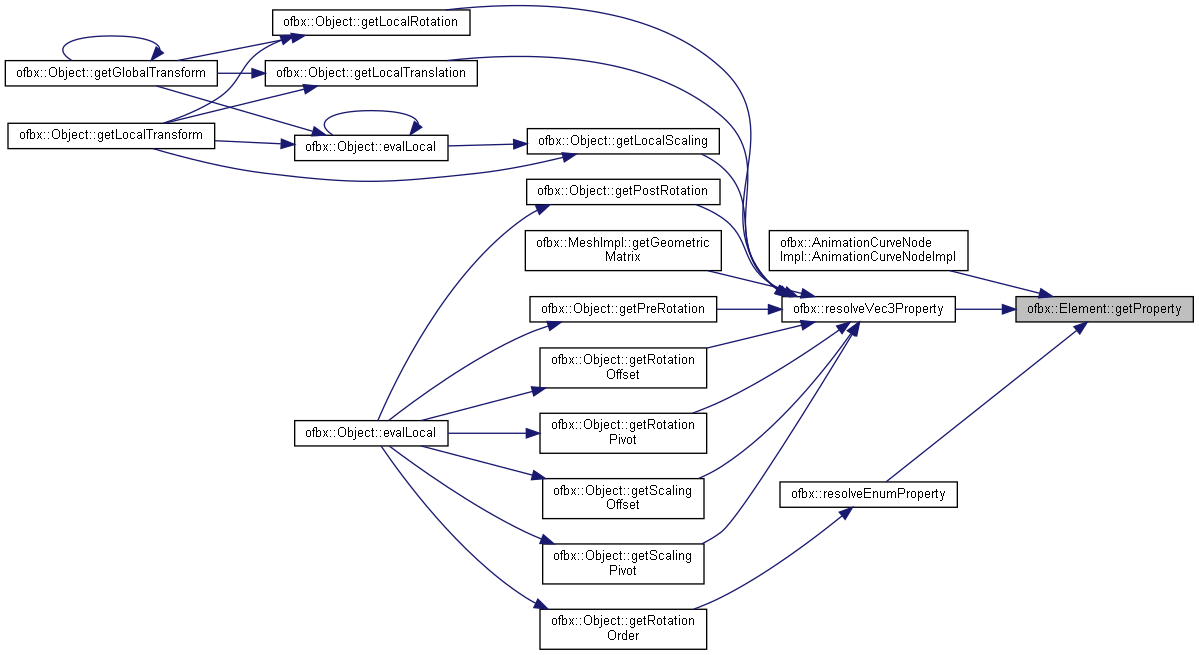 ofbx::Object::getLocalRotation
ofbx::Object::getGlobalTransform
ofbx::Object::getLocalTranslation
ofbx::Object::getLocalTransform
ofbx::Object::evalLocal
ofbx::Object::getLocalScaling
ofbx::Object::getPostRotation
ofbx::MeshImpl::getGeometric
Matrix
ofbx::AnimationCurveNode
Impl::AnimationCurveNodeImpl
ofbx::Object::getPreRotation
ofbx::resolveVec3Property
ofbx::Element::getProperty
ofbx::Object::getRotation
Offset
ofbx::Object::evalLocal
ofbx::Object::getRotation
Pivot
ofbx::Object::getScaling
Offset
ofbx::resolveEnumProperty
ofbx::Object::getScaling
Pivot
ofbx::Object::getRotation
Order